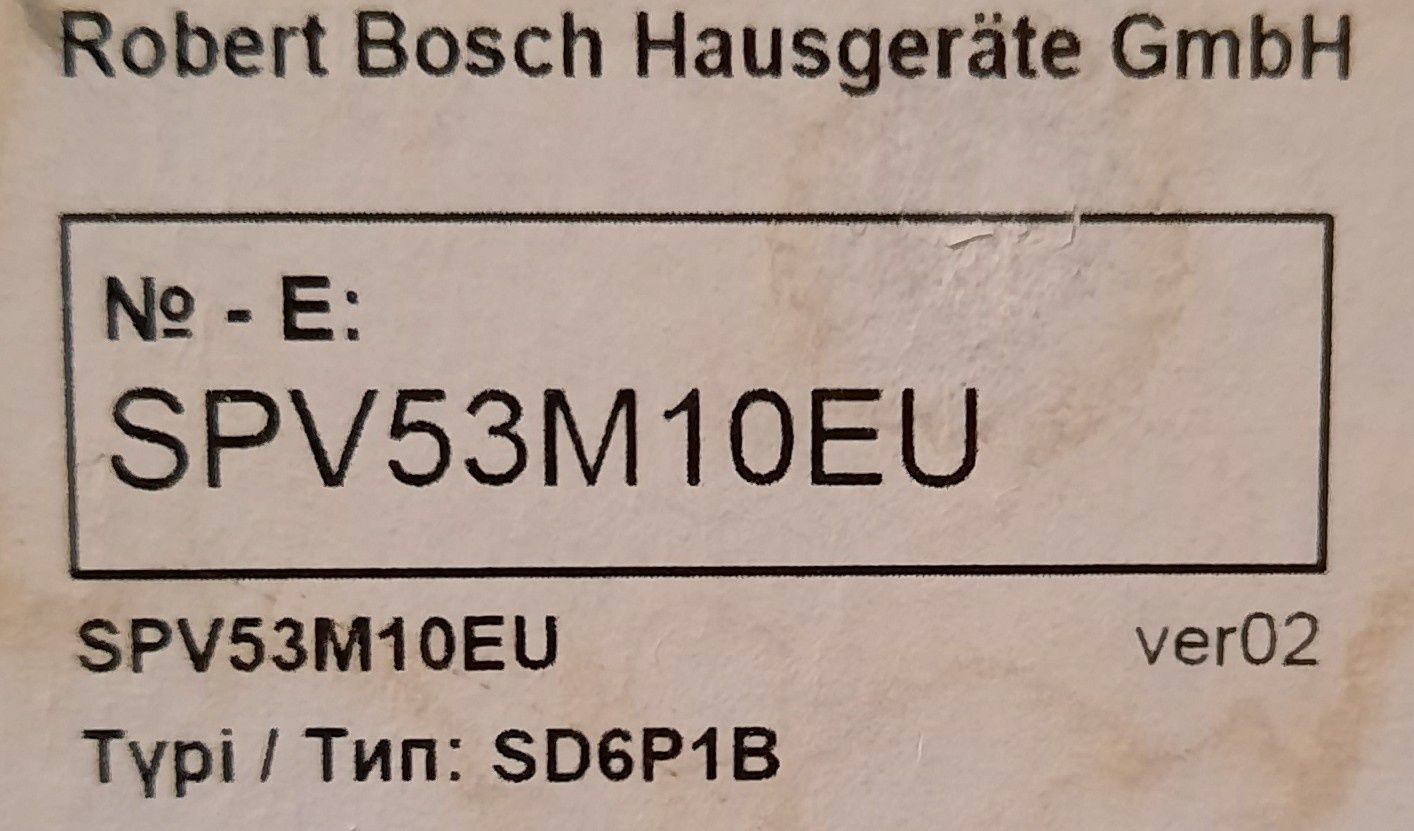 Robert Bosch Hausgeräte GmbH
№ - E:
SPV53M10EU
SPV53M10EU ver02
Typi / Тип: SD6P1B